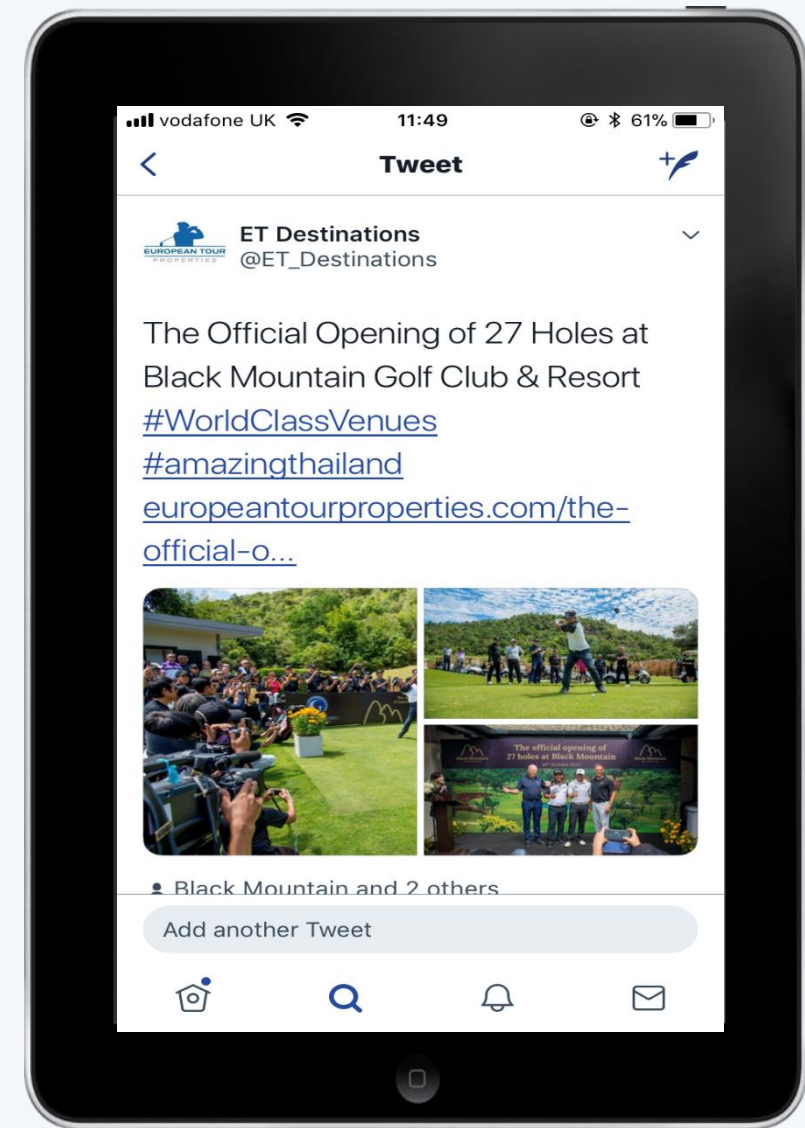 vodafone UK 11:49 61%
Tweet
EUROPEAN TOUR
PROPERTIES
ET Destinations
@ET_Destinations
The Official Opening of 27 Holes at
Black Mountain Golf Club & Resort
#WorldClassVenues
#amazingthailand
europeantourproperties.com/the-
official-o...
The official opening of
27 holes at Black Mountain
Black Mountain and 2 others
Add another Tweet